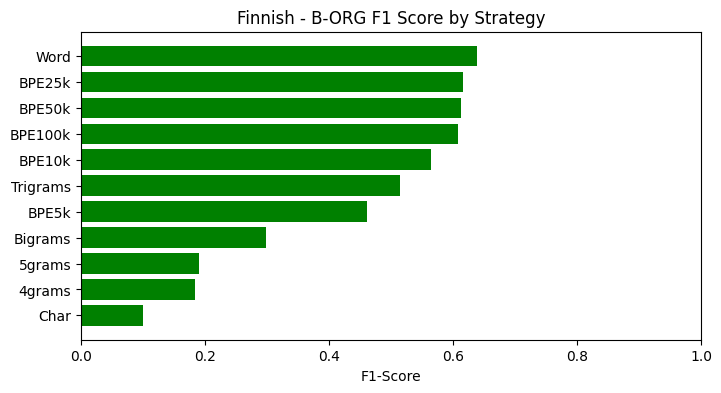 Finnish - B-ORG F1 Score by Strategy
Word
BPE25k
BPE50k
BPE100k
BPE10k
Trigrams
BPE5k
Bigrams
5grams
4grams
Char
0.0 0.2 0.4 0.6 0.8 1.0
F1-Score